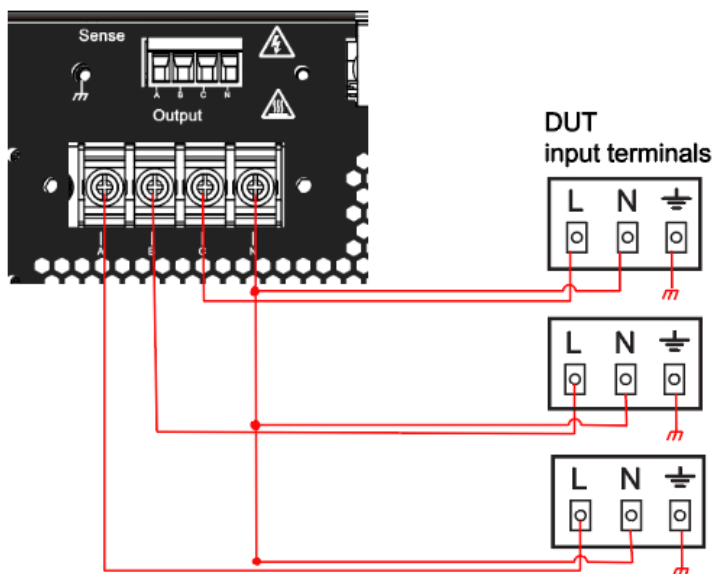 Sense
A B C N
Output
A B C N
DUT
input terminals
L N
L N
L N